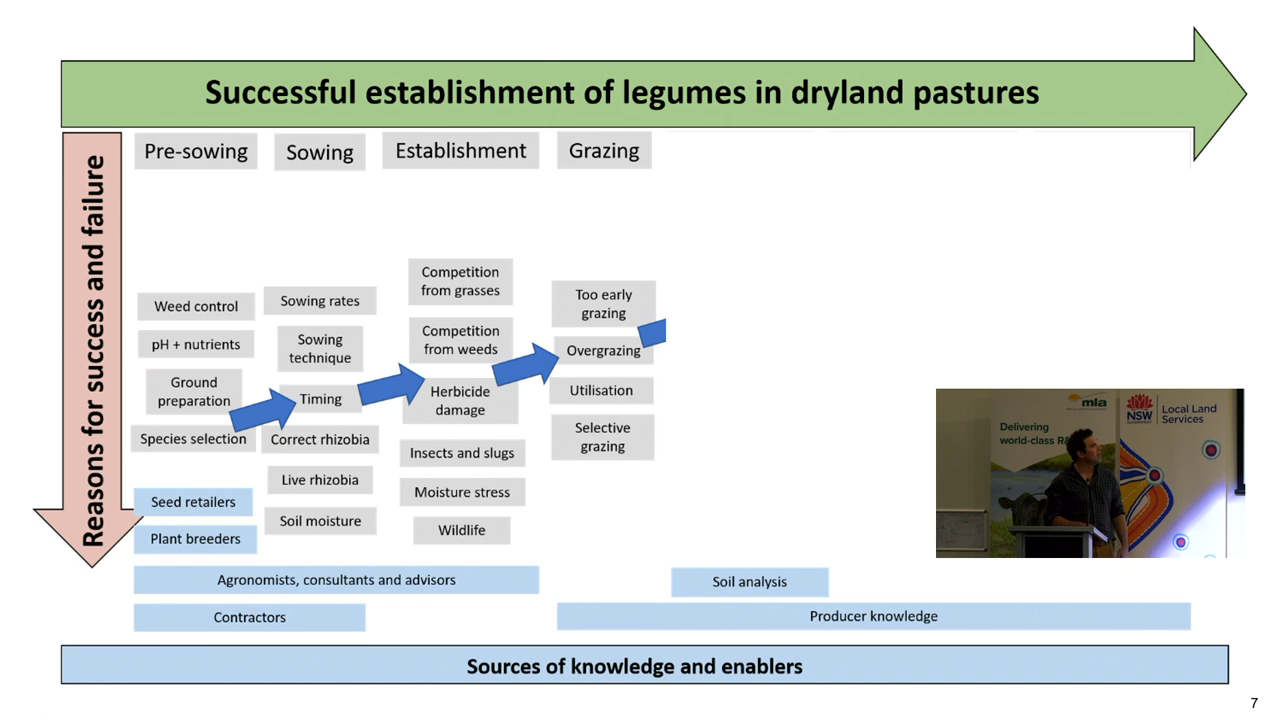 Successful establishment of legumes in dryland pastures
Reasons for success and failure
Pre-sowing
Sowing
Establishment
Grazing
Weed control
pH + nutrients
Ground
preparation
Species selection
Seed retailers
Plant breeders
Sowing rates
Sowing
technique
Timing
Correct rhizobia
Live rhizobia
Soil moisture
Competition
from grasses
Competition
from weeds
Herbicide
damage
Insects and slugs
Moisture stress
Wildlife
Too early
grazing
Overgrazing
Utilisation
Selective
grazing
Agronomists, consultants and advisors
Contractors
Soil analysis
Producer knowledge
Sources of knowledge and enablers
mla
Delivering
world-class R
NSW
GOVERNMENT
Local Land
Services
7